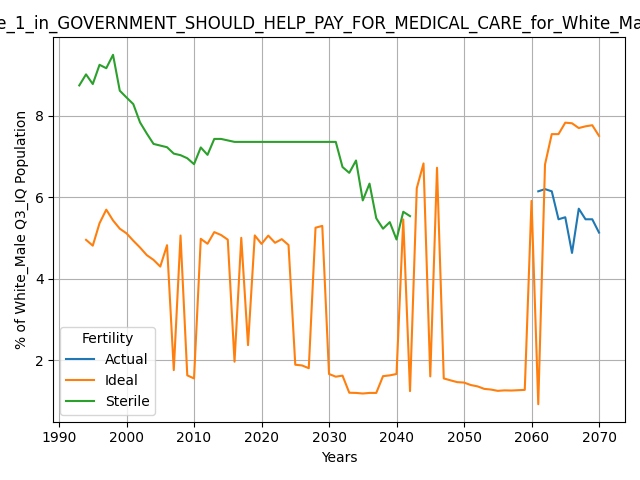 e_1_in_GOVERNMENT_SHOULD_HELP_PAY_FOR_MEDICAL_CARE_for_White_Ma
% of White_Male Q3_IQ Population
8
6
4
2
Fertility
Actual
Ideal
Sterile
1990 2000 2010 2020 2030 2040 2050 2060 2070
Years